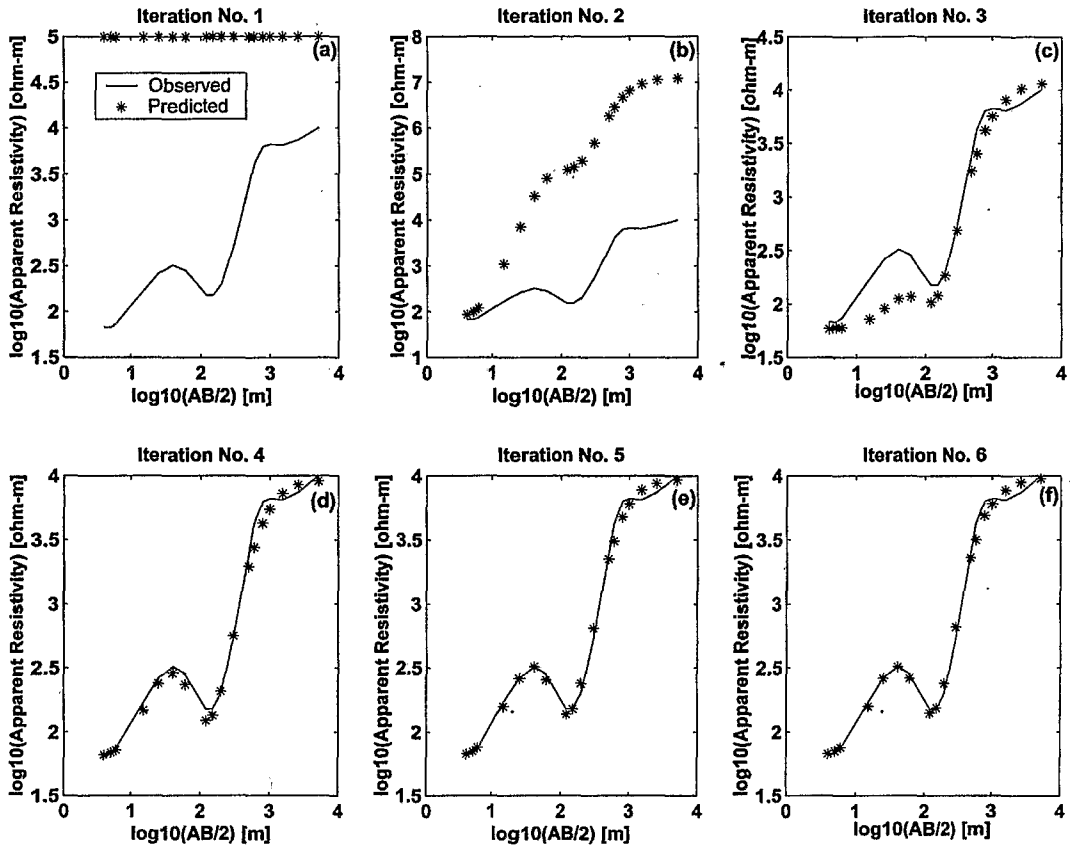 Iteration No. 1
5
4.5
4
3.5
3
2.5
2
1.5
0
1
2
3
4
(a)
Observed
Predicted
log10(Apparent Resistivity) [ohm-m]
log10(AB/2) [m]
Iteration No. 2
8
7
6
5
4
3
2
1
0
1
2
3
4
(b)
log10(Apparent Resistivity) [ohm-m]
log10(AB/2) [m]
Iteration No. 3
4.5
4
3.5
3
2.5
2
1.5
0
1
2
3
4
(c)
log10(Apparent Resistivity) [ohm-m]
log10(AB/2) [m]
Iteration No. 4
4
3.5
3
2.5
2
1.5
0
1
2
3
4
(d)
log10(Apparent Resistivity) [ohm-m]
log10(AB/2) [m]
Iteration No. 5
4
3.5
3
2.5
2
1.5
0
1
2
3
4
(e)
log10(Apparent Resistivity) [ohm-m]
log10(AB/2) [m]
Iteration No. 6
4
3.5
3
2.5
2
1.5
0
1
2
3
4
(f)
log10(Apparent Resistivity) [ohm-m]
log10(AB/2) [m]